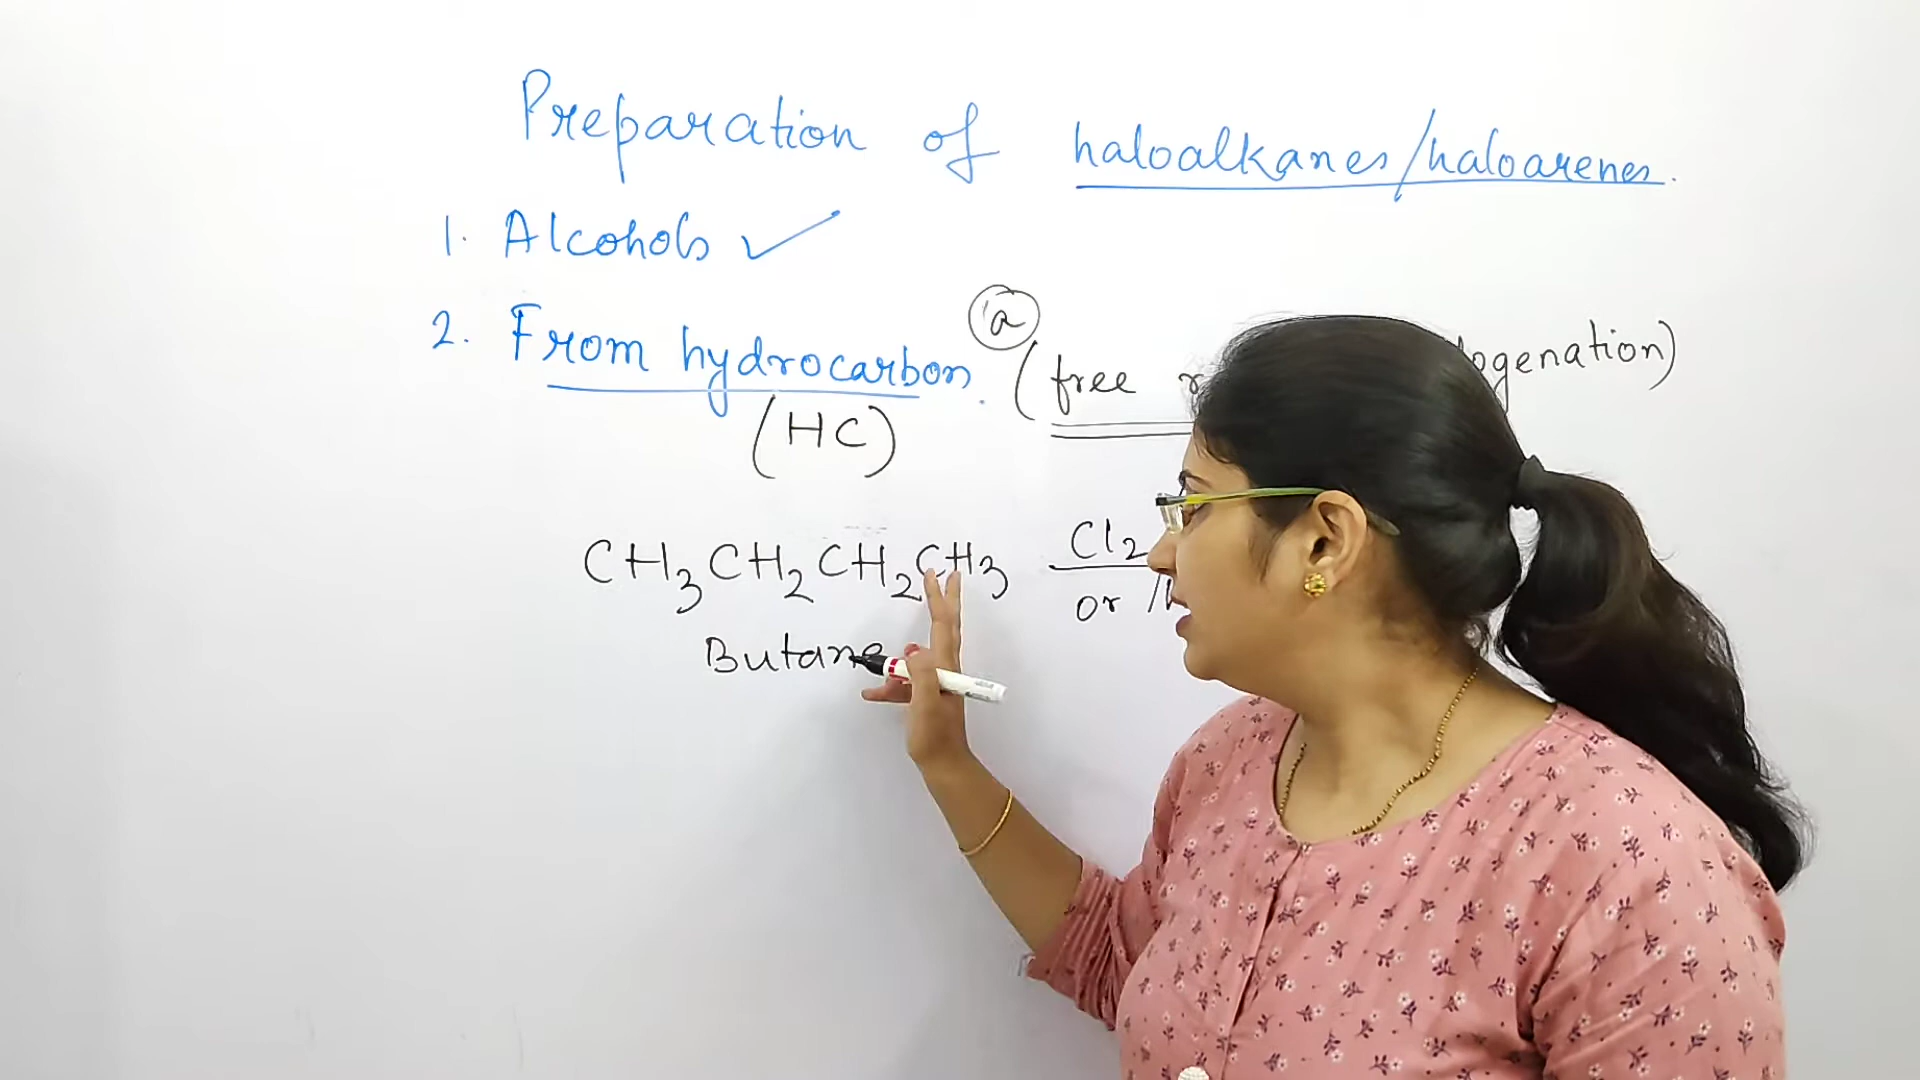 Preparation of haloalkanes/haloarenes.
1. Alcohols ✓
2. From hydrocarbon. (a) (free ogenation)
(HC)
CH3CH2CH2CH3 Cl2
or
Butane